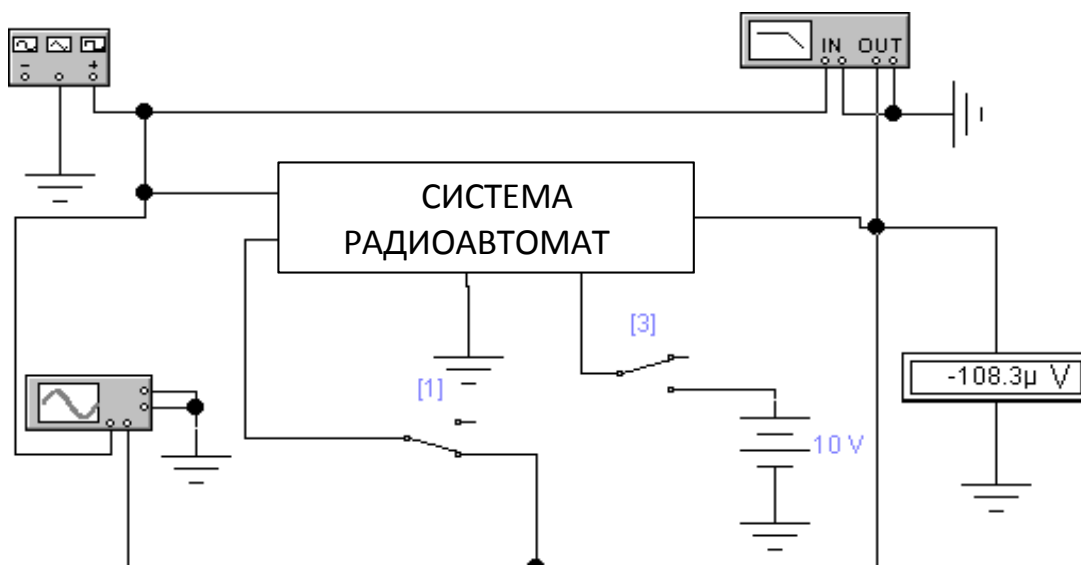 IN OUT
СИСТЕМА
РАДИОАВТОМАТ
[3]
[1]
-108.3µ V
10 V